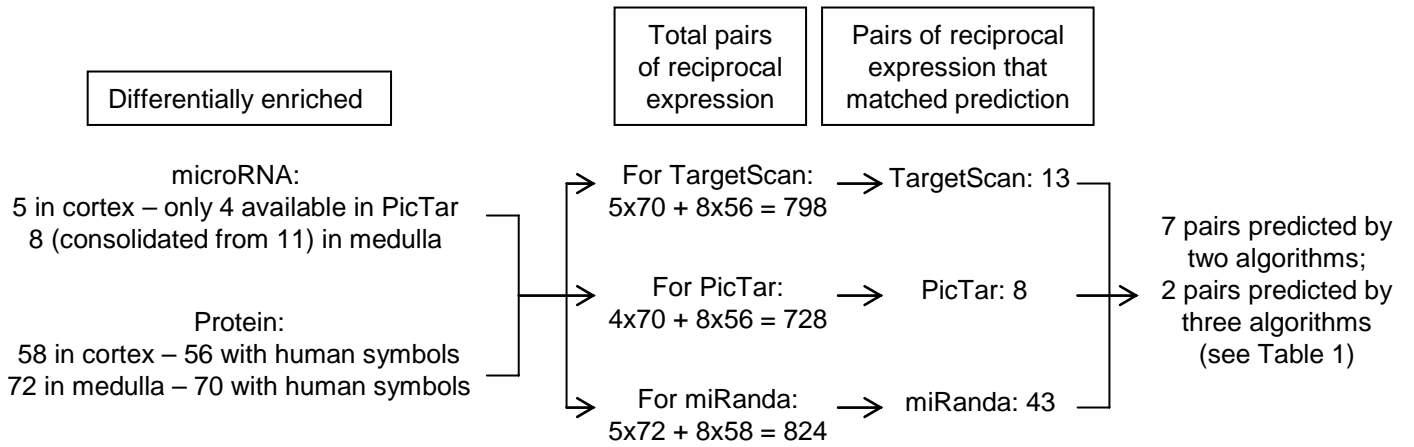 Differentially enriched
Total pairs
of reciprocal
expression
Pairs of reciprocal
expression that
matched prediction
microRNA:
5 in cortex – only 4 available in PicTar
8 (consolidated from 11) in medulla
Protein:
58 in cortex – 56 with human symbols
72 in medulla – 70 with human symbols
For TargetScan:
5x70 + 8x56 = 798
TargetScan: 13
For PicTar:
4x70 + 8x56 = 728
PicTar: 8
For miRanda:
5x72 + 8x58 = 824
miRanda: 43
7 pairs predicted by
two algorithms;
2 pairs predicted by
three algorithms
(see Table 1)